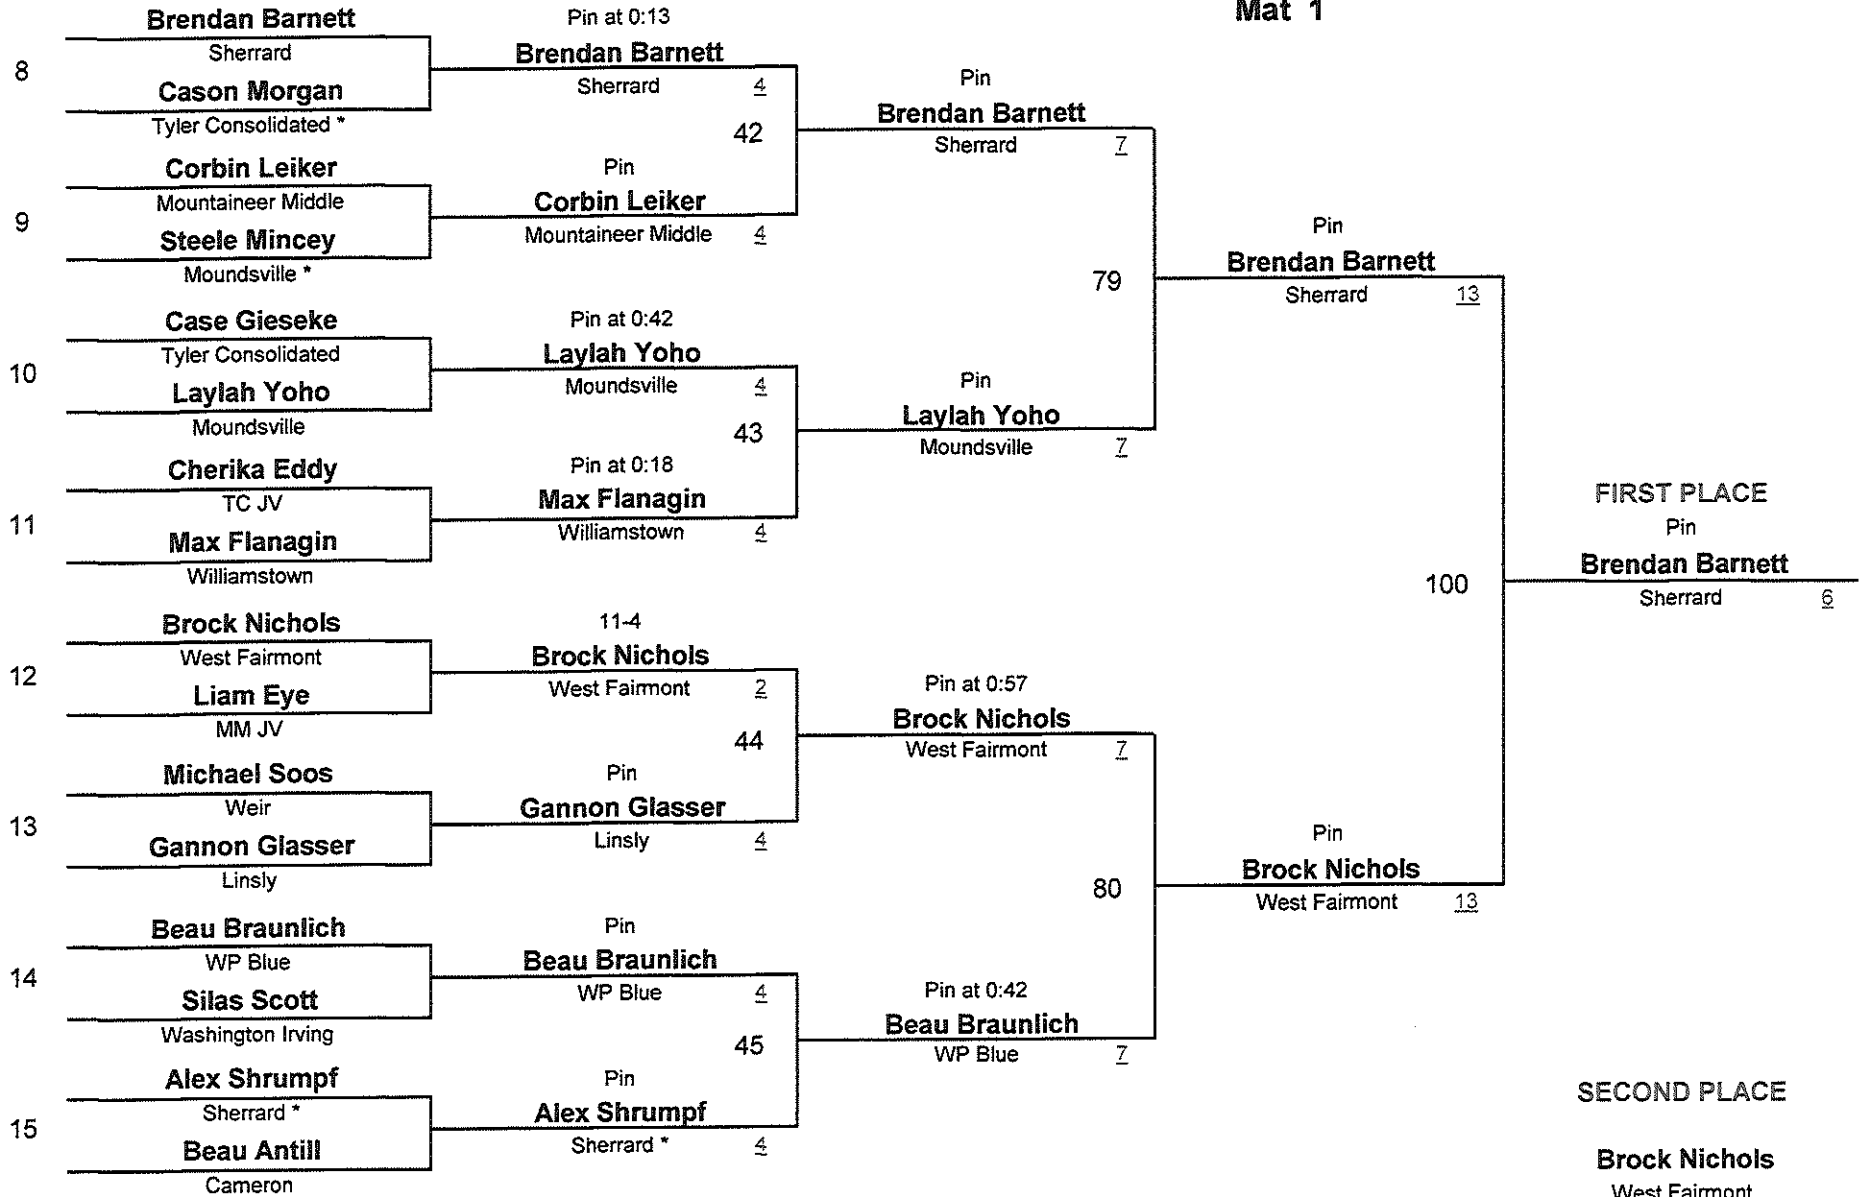 Mat 1
Brendan Barnett
Sherrard
8
Cason Morgan
Tyler Consolidated *
Corbin Leiker
Mountaineer Middle
9
Steele Mincey
Moundsville *
Case Gieseke
Tyler Consolidated
10
Laylah Yoho
Moundsville
Cherika Eddy
TC JV
11
Max Flanagin
Williamstown
Brock Nichols
West Fairmont
12
Liam Eye
MM JV
Michael Soos
Weir
13
Gannon Glasser
Linsly
Beau Braunlich
WP Blue
14
Silas Scott
Washington Irving
Alex Shrumpf
Sherrard *
15
Beau Antill
Cameron
Pin at 0:13
Brendan Barnett
Sherrard 4
42
Pin
Corbin Leiker
Mountaineer Middle 4
Pin at 0:42
Laylah Yoho
Moundsville 4
43
Pin at 0:18
Max Flanagin
Williamstown 4
11-4
Brock Nichols
West Fairmont 2
44
Pin
Gannon Glasser
Linsly 4
Pin
Beau Braunlich
WP Blue 4
45
Pin
Alex Shrumpf
Sherrard * 4
Pin
Brendan Barnett
Sherrard 7
79
Pin
Laylah Yoho
Moundsville 7
Pin at 0:57
Brock Nichols
West Fairmont 7
80
Pin at 0:42
Beau Braunlich
WP Blue 7
Pin
Brendan Barnett
Sherrard 13
100
Pin
Brock Nichols
West Fairmont 13
FIRST PLACE
Pin
Brendan Barnett
Sherrard 6
SECOND PLACE
Brock Nichols
West Fairmont